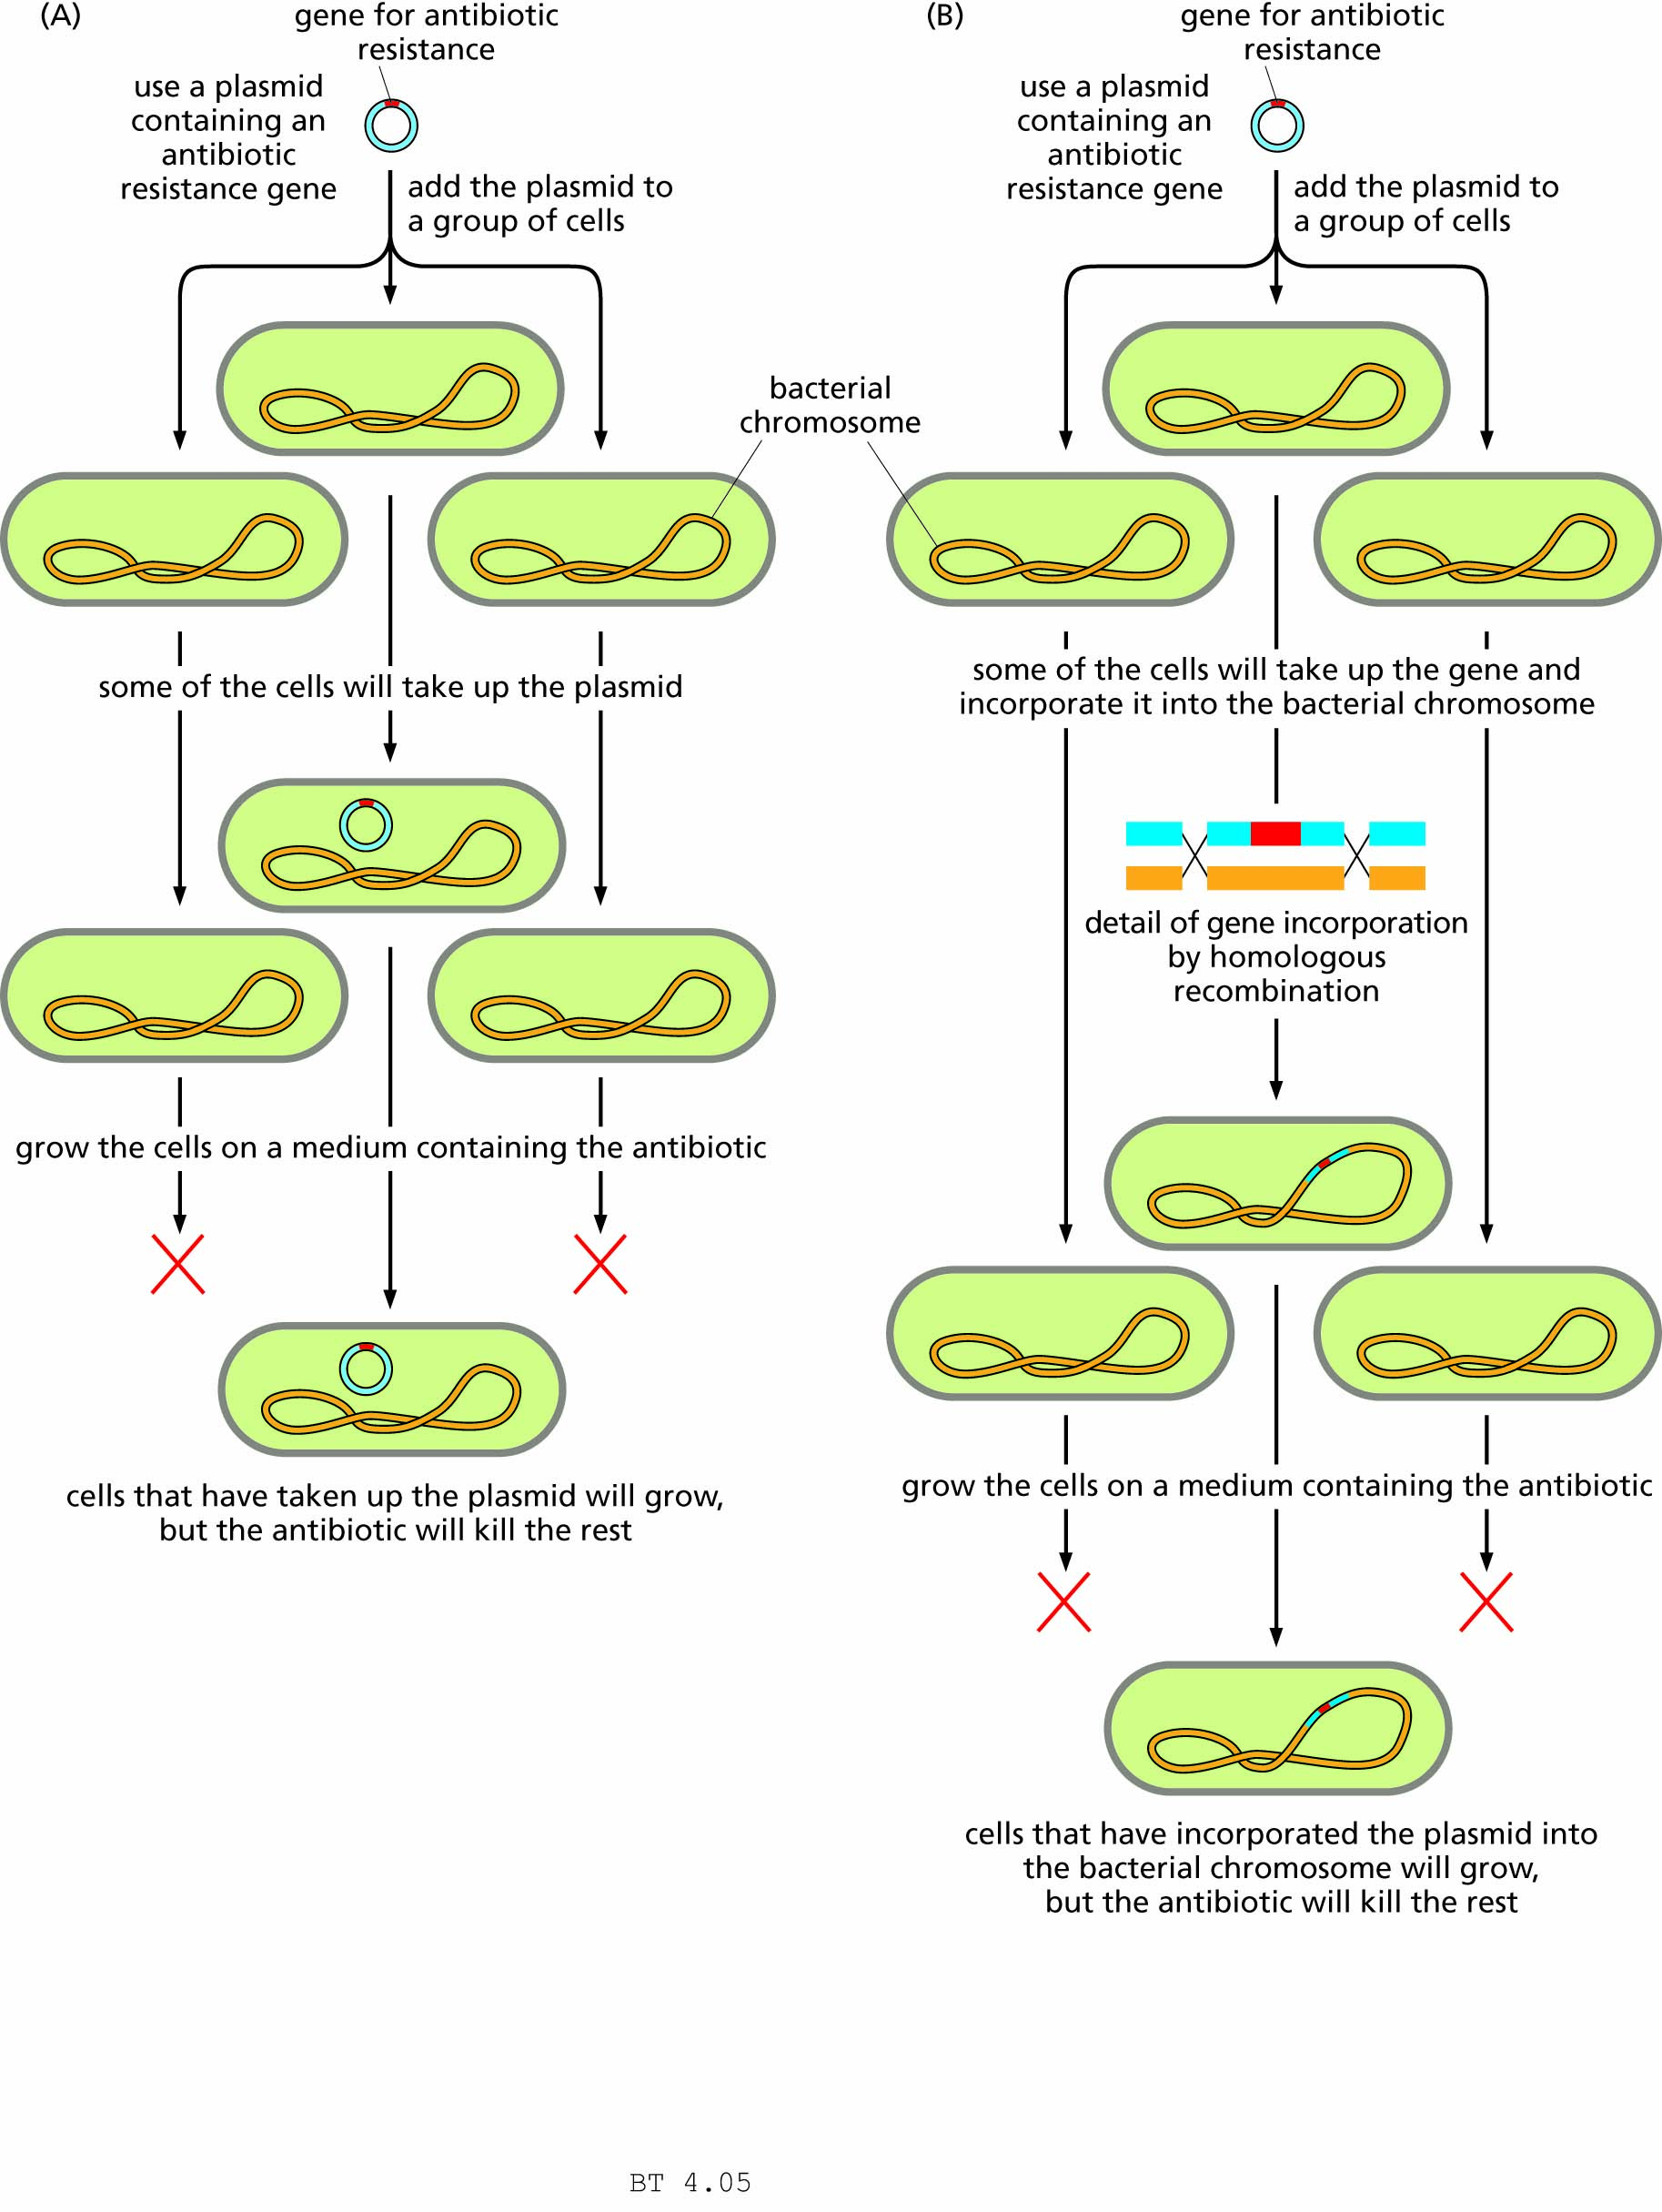 (A)
gene for antibiotic
resistance
use a plasmid
containing an
antibiotic
resistance gene
add the plasmid to
a group of cells
bacterial
chromosome
some of the cells will take up the plasmid
grow the cells on a medium containing the antibiotic
cells that have taken up the plasmid will grow,
but the antibiotic will kill the rest
(B)
gene for antibiotic
resistance
use a plasmid
containing an
antibiotic
resistance gene
add the plasmid to
a group of cells
some of the cells will take up the gene and
incorporate it into the bacterial chromosome
detail of gene incorporation
by homologous
recombination
grow the cells on a medium containing the antibiotic
cells that have incorporated the plasmid into
the bacterial chromosome will grow,
but the antibiotic will kill the rest
BT 4.05